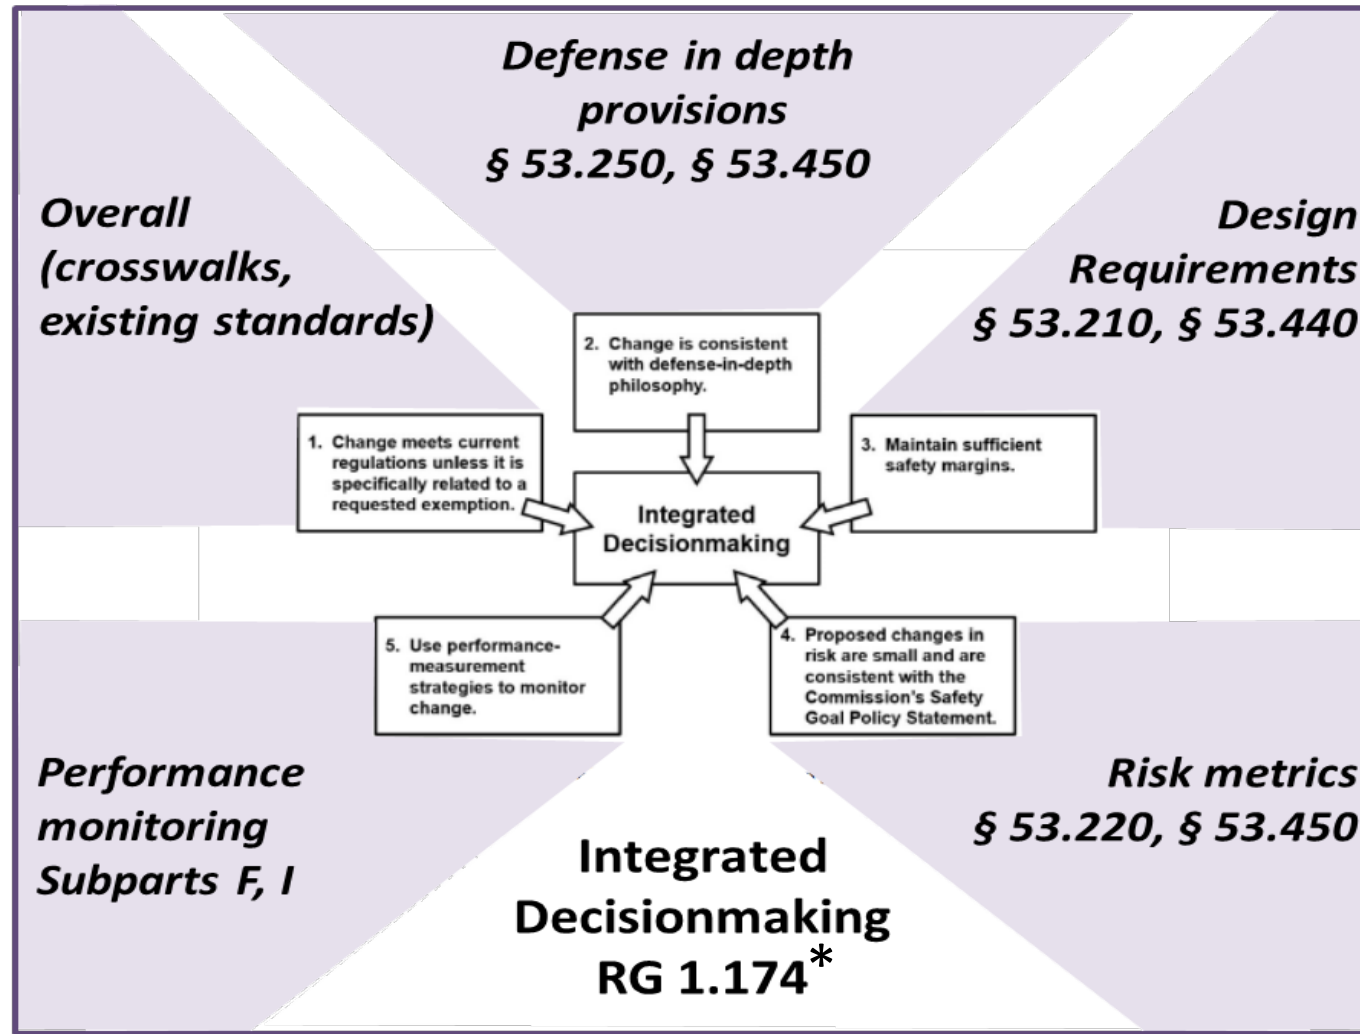 Defense in depth
provisions
§ 53.250, § 53.450
Overall
(crosswalks,
existing standards)
Design
Requirements
§ 53.210, § 53.440
2. Change is consistent
with defense-in-depth
philosophy.
1. Change meets current
regulations unless it is
specifically related to a
requested exemption.
3. Maintain sufficient
safety margins.
Integrated
Decisionmaking
5. Use performance-
measurement
strategies to monitor
change.
4. Proposed changes in
risk are small and are
consistent with the
Commission's Safety
Goal Policy Statement.
Performance
monitoring
Subparts F, I
Risk metrics
§ 53.220, § 53.450
Integrated
Decisionmaking
RG 1.174*